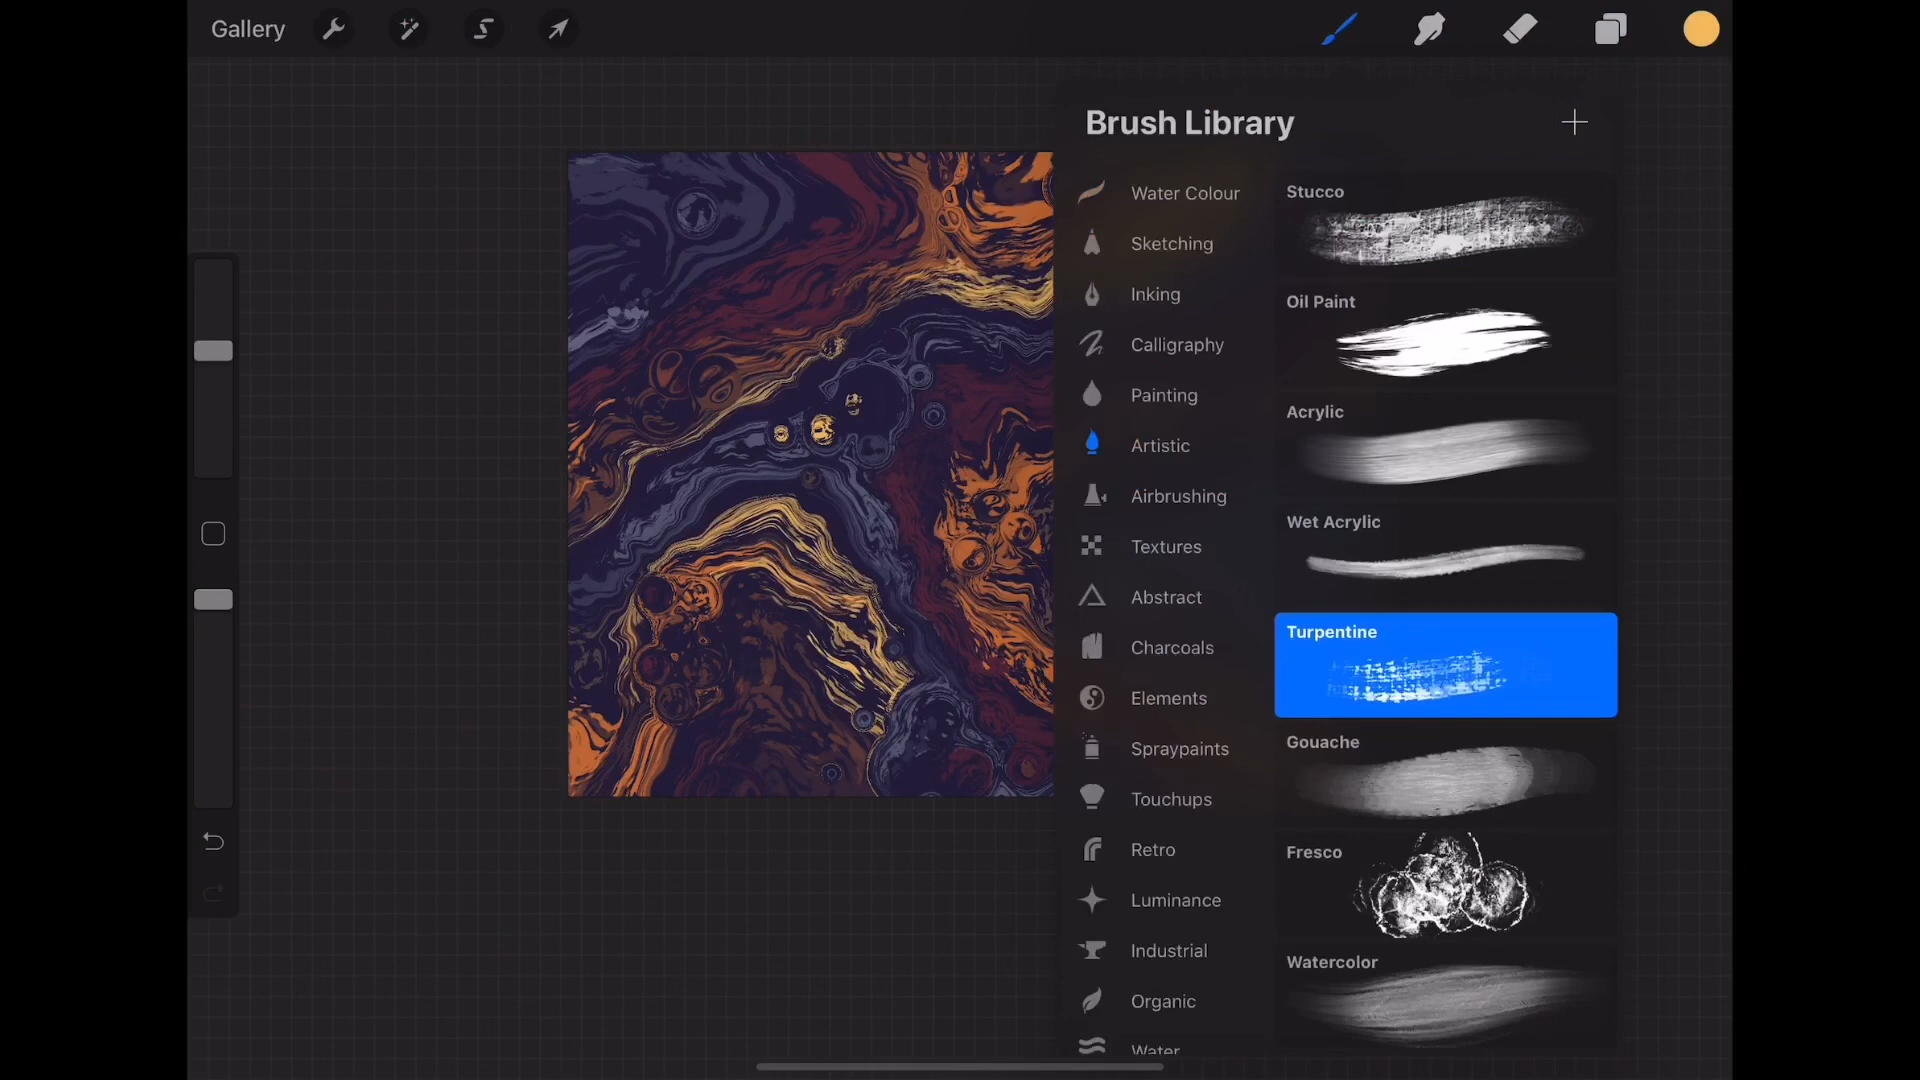 Gallery
Brush Library
Water Colour
Sketching
Inking
Calligraphy
Painting
Artistic
Airbrushing
Textures
Abstract
Charcoals
Elements
Spraypaints
Touchups
Retro
Luminance
Industrial
Organic
Water
Stucco
Oil Paint
Acrylic
Wet Acrylic
Turpentine
Gouache
Fresco
Watercolor